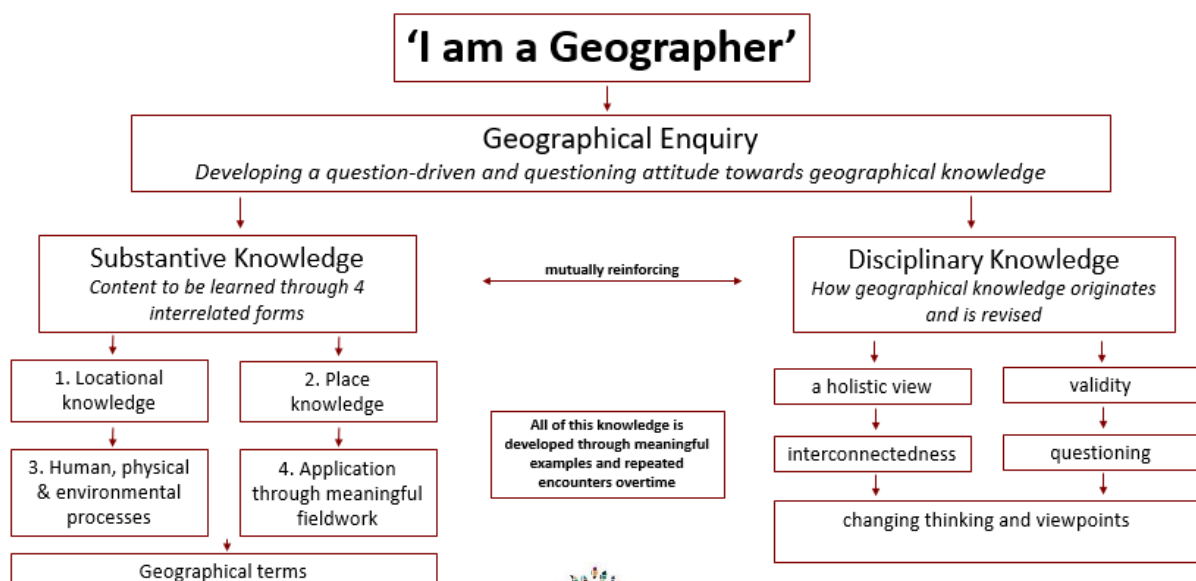 ‘I am a Geographer’
Geographical Enquiry
Developing a question-driven and questioning attitude towards geographical knowledge
Substantive Knowledge
Content to be learned through 4
interrelated forms
mutually reinforcing
Disciplinary Knowledge
How geographical knowledge originates
and is revised
1. Locational
knowledge
2. Place
knowledge
3. Human, physical
& environmental
processes
4. Application
through meaningful
fieldwork
Geographical terms
All of this knowledge is
developed through meaningful
examples and repeated
encounters overtime
a holistic view
validity
interconnectedness
questioning
changing thinking and viewpoints